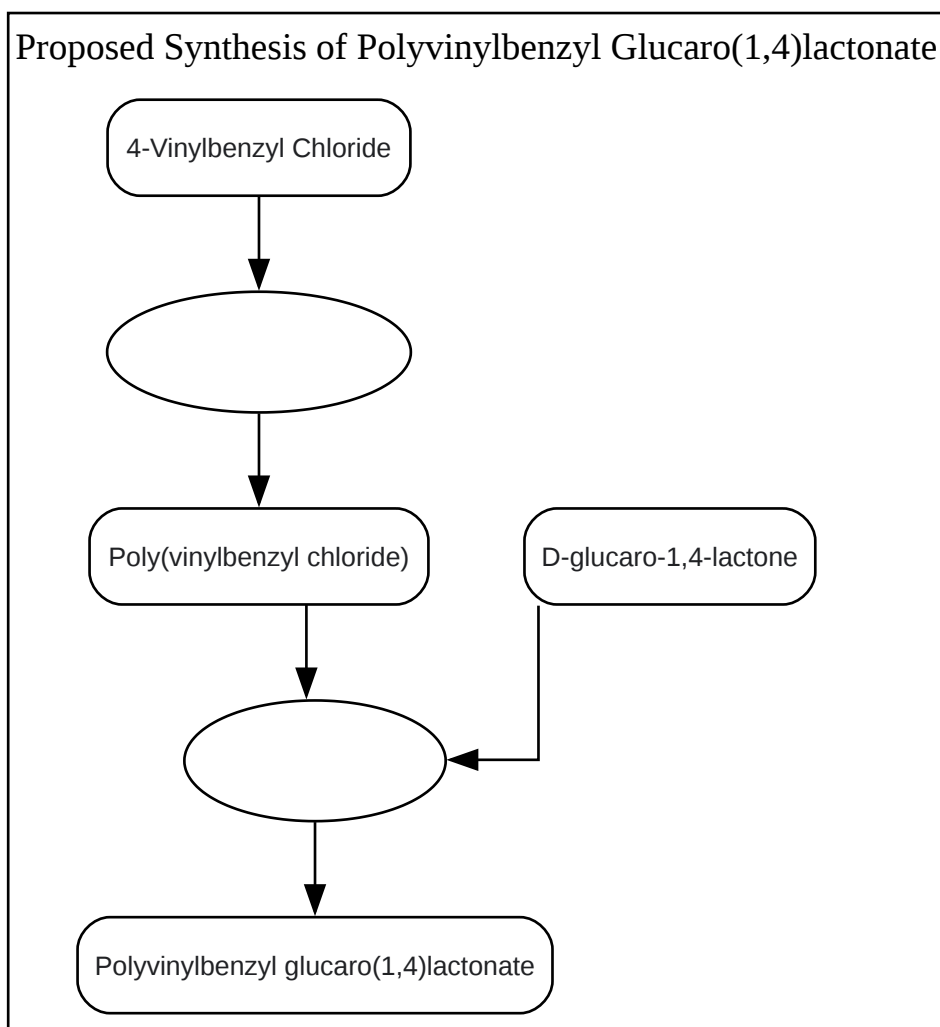 Proposed Synthesis of Polyvinylbenzyl Glucaro(1,4)lactonate
4-Vinylbenzyl Chloride
Poly(vinylbenzyl chloride)
D-glucaro-1,4-lactone
Polyvinylbenzyl glucaro(1,4)lactonate